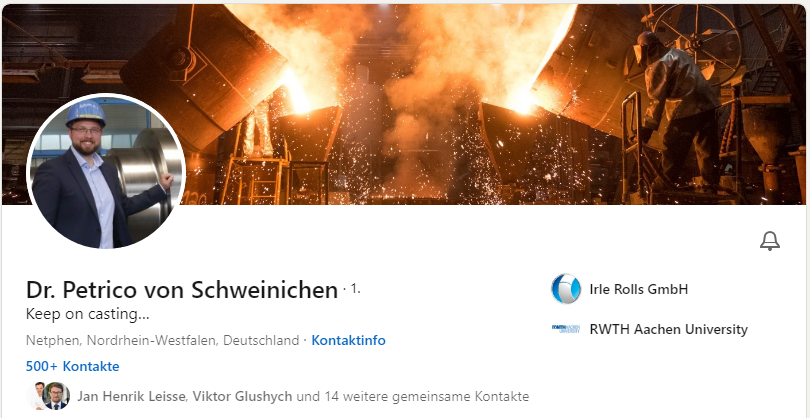 Dr. Petrico von Schweinichen · 1.
Keep on casting...
Netphen, Nordrhein-Westfalen, Deutschland · Kontaktinfo
500+ Kontakte
Jan Henrik Leisse, Viktor Glushych und 14 weitere gemeinsame Kontakte
Irle Rolls GmbH
RWTH Aachen University